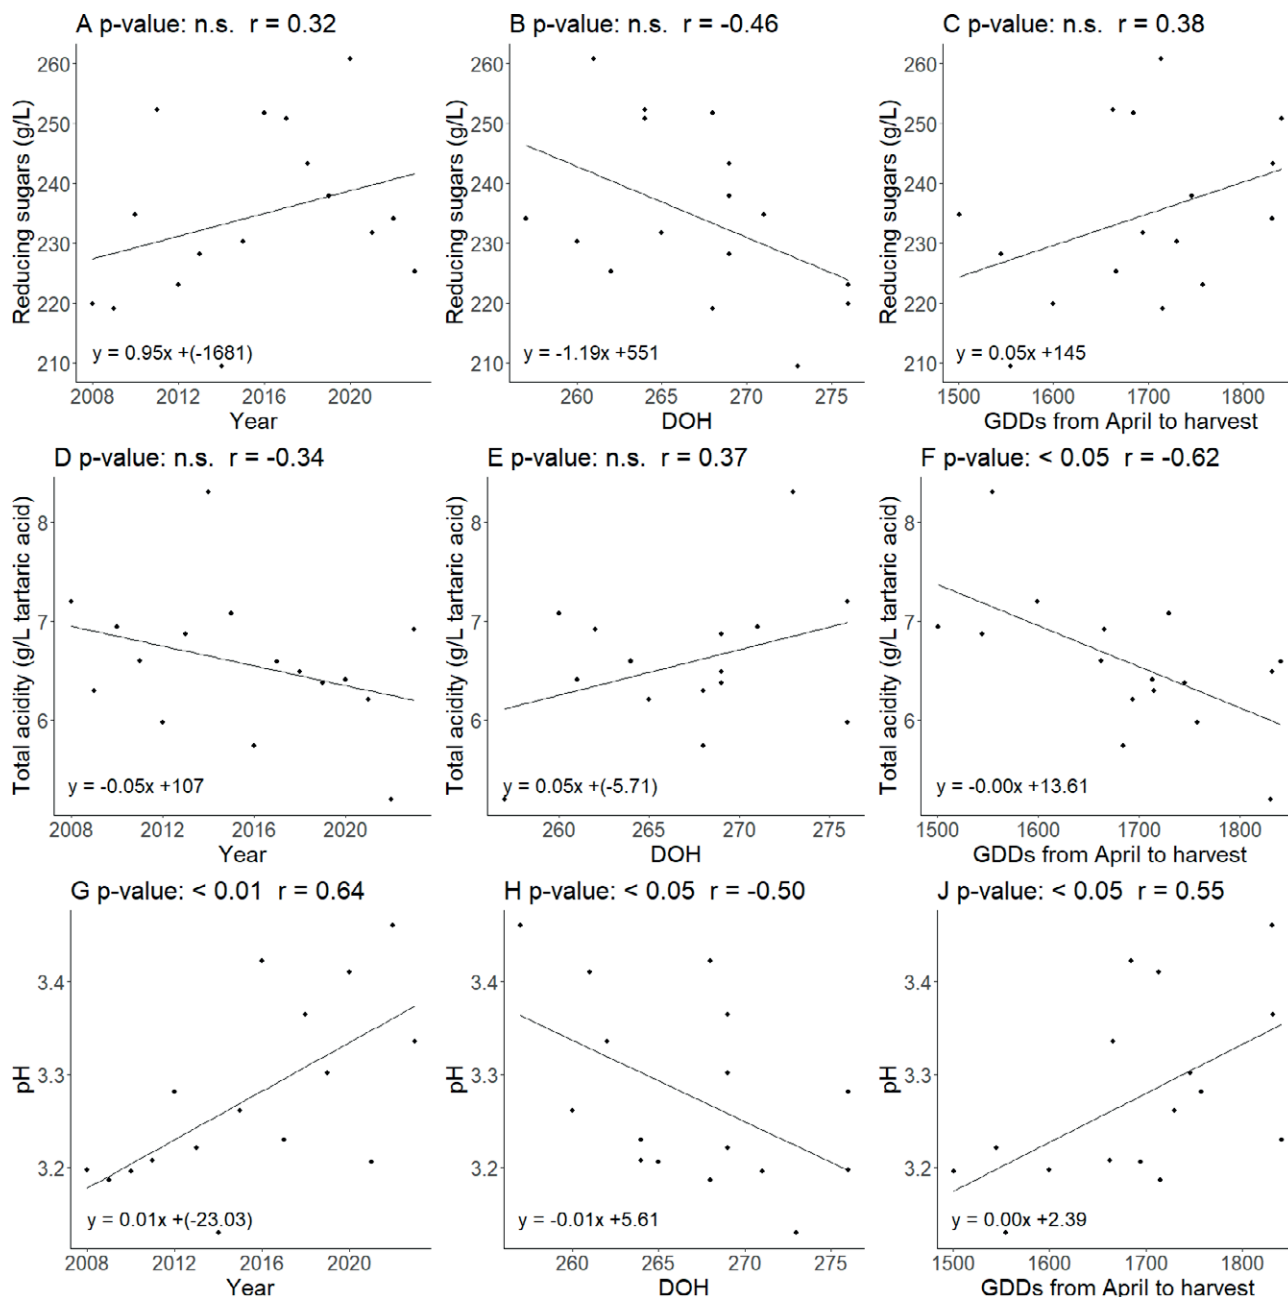 A p-value: n.s. r = 0.32
Reducing sugars (g/L)
260
250
240
230
220
210
y = 0.95x +(-1681)
2008 2012 2016 2020
Year
B p-value: n.s. r = -0.46
Reducing sugars (g/L)
y = -1.19x +551
260 265 270 275
DOH
C p-value: n.s. r = 0.38
Reducing sugars (g/L)
260
250
240
230
220
210
y = 0.05x +145
1500 1600 1700 1800
GDDs from April to harvest
D p-value: n.s. r = -0.34
Total acidity (g/L tartaric acid)
8
7
6
y = -0.05x +107
2008 2012 2016 2020
Year
E p-value: n.s. r = 0.37
Total acidity (g/L tartaric acid)
8
7
6
y = 0.05x +(-5.71)
260 265 270 275
DOH
F p-value: < 0.05 r = -0.62
Total acidity (g/L tartaric acid)
8
7
6
y = -0.00x +13.61
1500 1600 1700 1800
GDDs from April to harvest
G p-value: < 0.01 r = 0.64
pH
3.4
3.3
3.2
y = 0.01x +(-23.03)
2008 2012 2016 2020
Year
H p-value: < 0.05 r = -0.50
pH
3.4
3.3
3.2
y = -0.01x +5.61
260 265 270 275
DOH
J p-value: < 0.05 r = 0.55
pH
3.4
3.3
3.2
y = 0.00x +2.39
1500 1600 1700 1800
GDDs from April to harvest